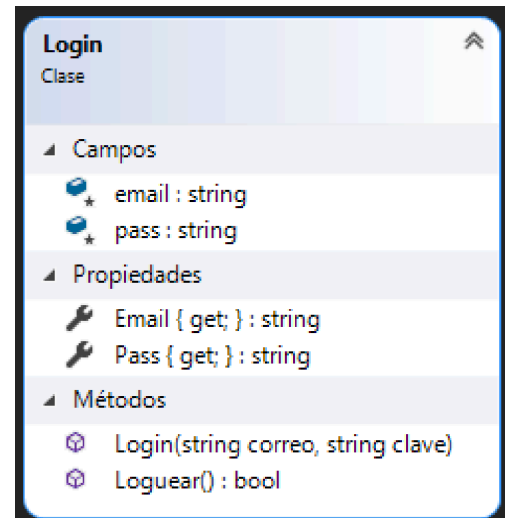 Login
Clase
Campos
email : string
pass : string
Propiedades
Email { get; } : string
Pass { get; } : string
Métodos
Login(string correo, string clave)
Loguear() : bool